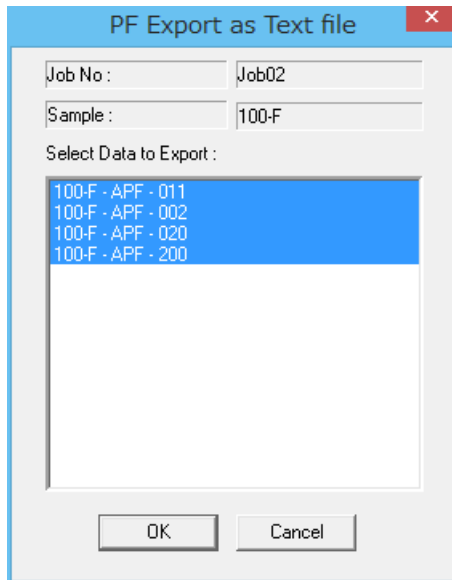 PF Export as Text file
Job No : Job02
Sample : 100-F
Select Data to Export :
100-F - APF - 011
100-F - APF - 002
100-F - APF - 020
100-F - APF - 200
OK Cancel